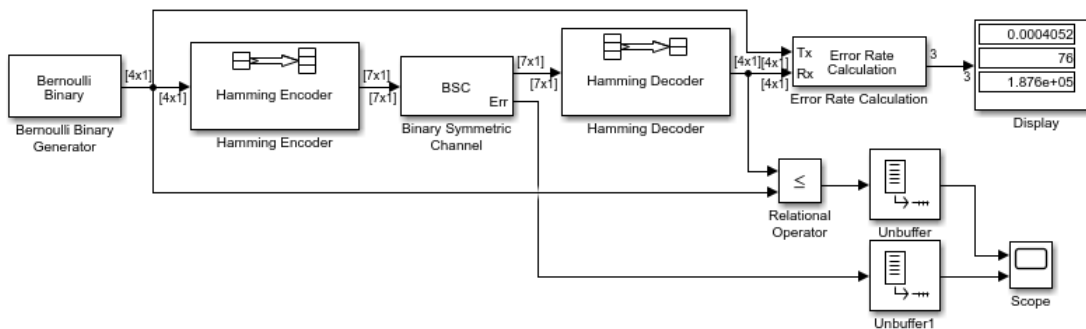 Bernoulli
Binary
Bernoulli Binary
Generator
[4x1]
[4x1]
Hamming Encoder
Hamming Encoder
[7x1]
[7x1]
BSC
Err
Binary Symmetric
Channel
[7x1]
[7x1]
Hamming Decoder
Hamming Decoder
[4x1]
[4x1]
[4x1]
Tx
Rx
Error Rate
Calculation
Error Rate Calculation
3
3
0.0004052
76
1.876e+05
Display
≤
Relational
Operator
Unbuffer
Unbuffer1
Scope